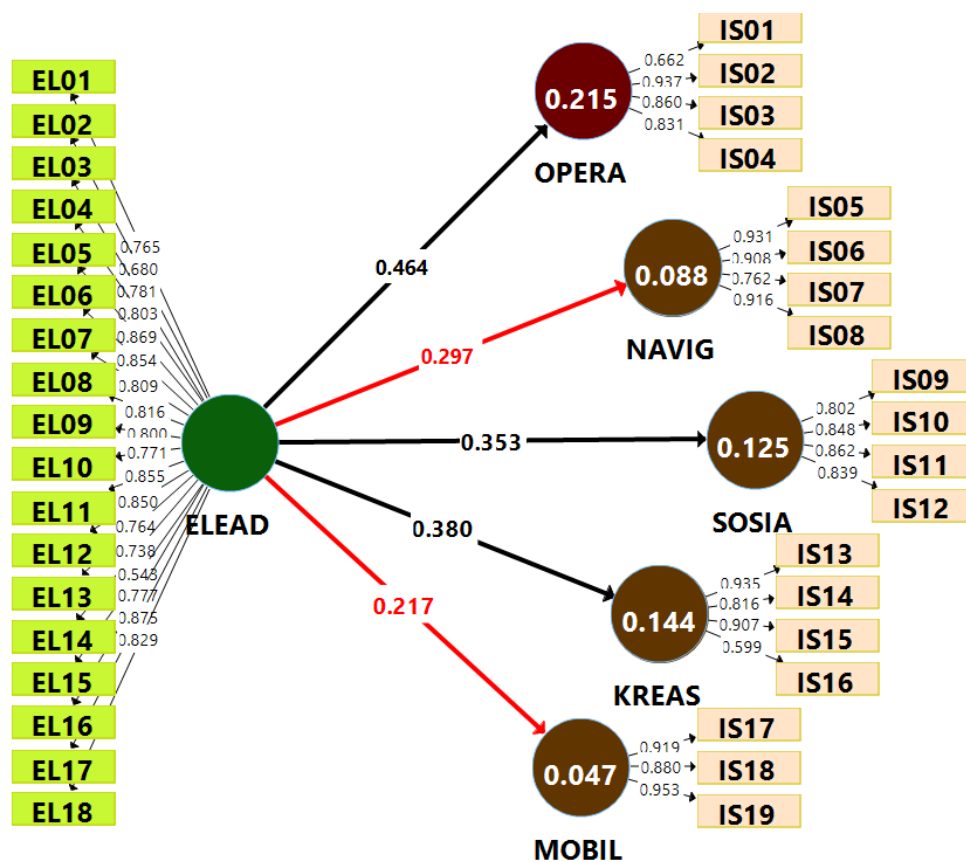 EL01
EL02
EL03
EL04
EL05
EL06
EL07
EL08
EL09
EL10
EL11
EL12
EL13
EL14
EL15
EL16
EL17
EL18
0.765
0.680
0.781
0.803
0.869
0.854
0.809
0.816
0.800
0.771
0.855
0.850
0.764
0.738
0.543
0.777
0.875
0.829
ELEAD
0.464
0.297
0.353
0.380
0.217
0.215
OPERA
0.662
0.937
0.860
0.831
IS01
IS02
IS03
IS04
0.088
NAVIG
0.931
0.908
0.762
0.916
IS05
IS06
IS07
IS08
0.125
SOSIA
0.802
0.848
0.862
0.839
IS09
IS10
IS11
IS12
0.144
KREAS
0.935
0.816
0.907
0.599
IS13
IS14
IS15
IS16
0.047
MOBIL
0.919
0.880
0.953
IS17
IS18
IS19